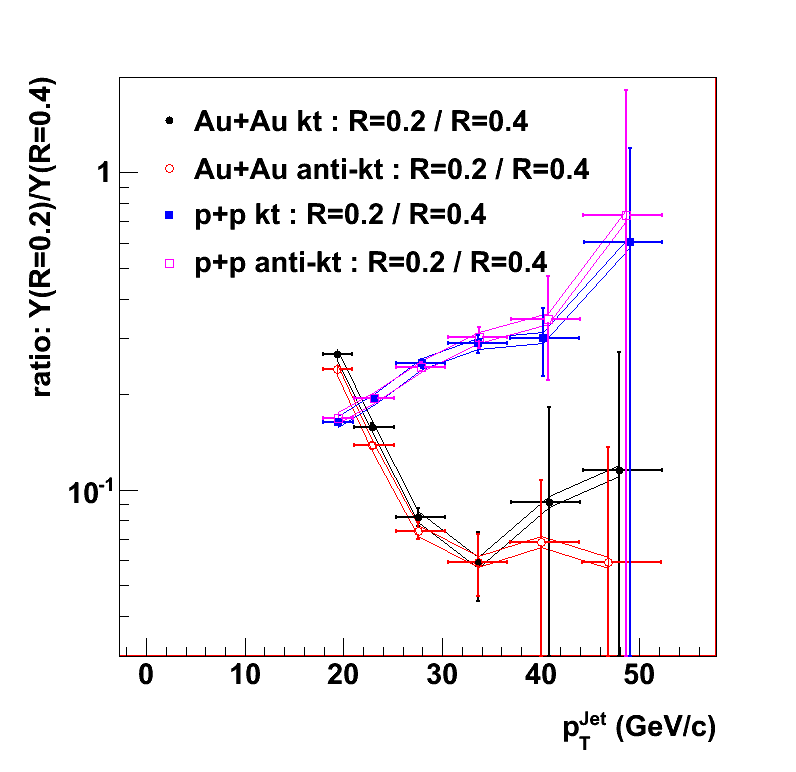 ratio: Y(R=0.2)/Y(R=0.4)
Au+Au kt : R=0.2 / R=0.4
Au+Au anti-kt : R=0.2 / R=0.4
p+p kt : R=0.2 / R=0.4
p+p anti-kt : R=0.2 / R=0.4
1
10⁻¹
0 10 20 30 40 50
p_T^Jet (GeV/c)